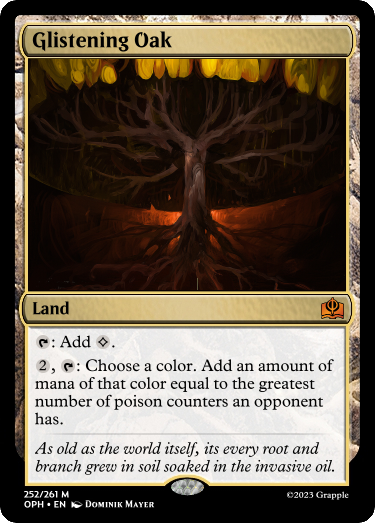 Glistening Oak
Land
: Add .
2, : Choose a color. Add an amount of
mana of that color equal to the greatest
number of poison counters an opponent
has.
As old as the world itself, its every root and
branch grew in soil soaked in the invasive oil.
252/261 M
OPH • EN Dominik Mayer
©2023 Grapple